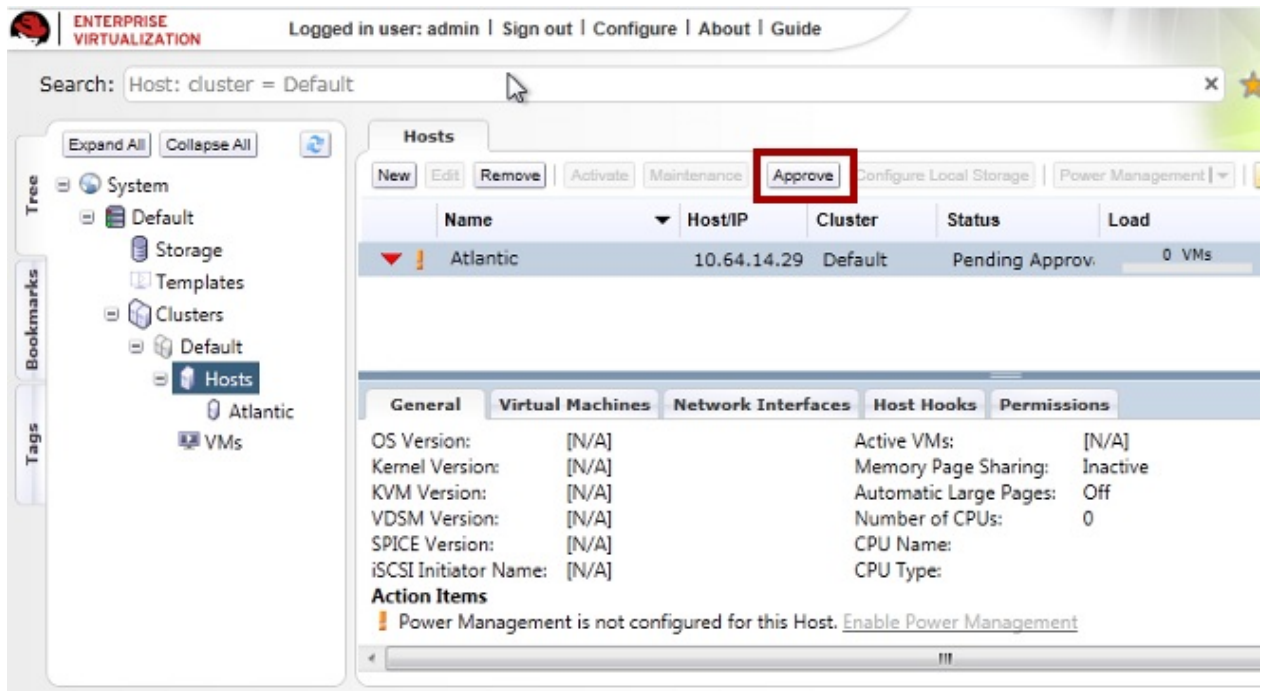 ENTERPRISE
VIRTUALIZATION
Logged in user: admin | Sign out | Configure | About | Guide
Search: Host: cluster = Default
Tree
Bookmarks
Tags
Expand All Collapse All
System
Default
Storage
Templates
Clusters
Default
Hosts
Atlantic
VMs
Hosts
New Edit Remove Activate Maintenance Approve Configure Local Storage Power Management
Name Host/IP Cluster Status Load
Atlantic 10.64.14.29 Default Pending Approv. 0 VMs
General Virtual Machines Network Interfaces Host Hooks Permissions
OS Version: [N/A] Active VMs: [N/A]
Kernel Version: [N/A] Memory Page Sharing: Inactive
KVM Version: [N/A] Automatic Large Pages: Off
VDSM Version: [N/A] Number of CPUs: 0
SPICE Version: [N/A] CPU Name:
iSCSI Initiator Name: [N/A] CPU Type:
Action Items
Power Management is not configured for this Host. Enable Power Management